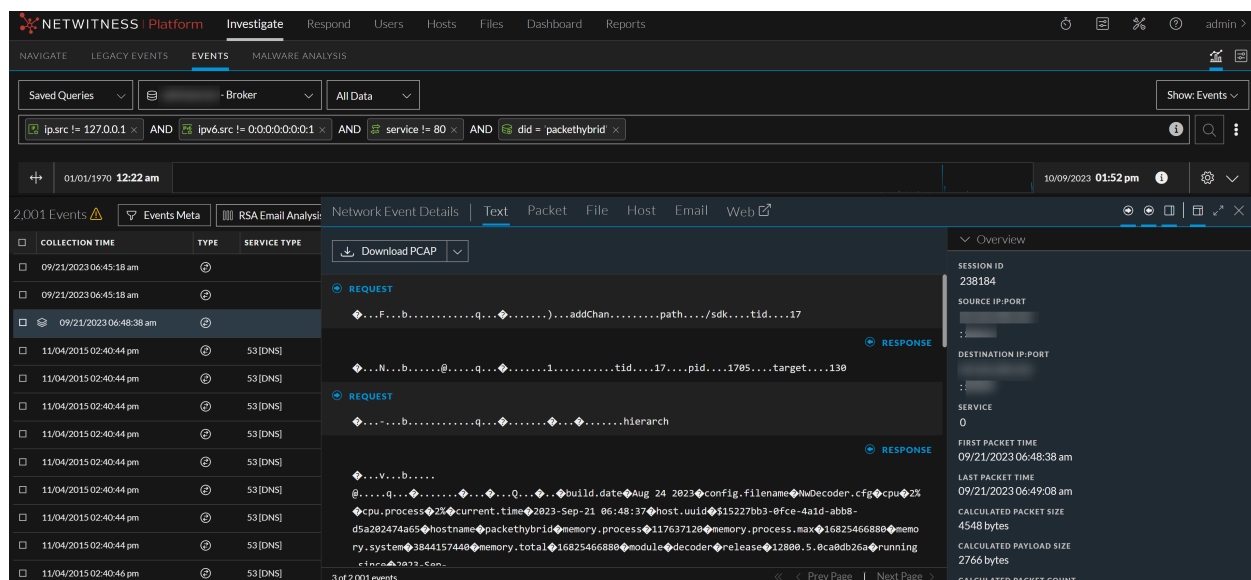 NETWITNESS Platform Investigate Respond Users Hosts Files Dashboard Reports admin >
NAVIGATE LEGACY EVENTS EVENTS MALWARE ANALYSIS
Saved Queries - Broker All Data Show: Events
ip.src != 127.0.0.1 × AND ipv6.src != 0:0:0:0:0:0:0:1 × AND service != 80 × AND did = 'packethybrid' ×
01/01/1970 12:22 am 10/09/2023 01:52 pm
2,001 Events Events Meta RSA Email Analysis
Network Event Details Text Packet File Host Email Web
COLLECTION TIME TYPE SERVICE TYPE
09/21/2023 06:45:18 am
09/21/2023 06:45:18 am
09/21/2023 06:48:38 am
11/04/2015 02:40:44 pm 53 [DNS]
11/04/2015 02:40:44 pm 53 [DNS]
11/04/2015 02:40:44 pm 53 [DNS]
11/04/2015 02:40:44 pm 53 [DNS]
11/04/2015 02:40:44 pm 53 [DNS]
11/04/2015 02:40:44 pm 53 [DNS]
11/04/2015 02:40:44 pm 53 [DNS]
11/04/2015 02:40:44 pm 53 [DNS]
11/04/2015 02:40:46 pm 53 [DNS]
Download PCAP
REQUEST
�...F...b............q...�.......)...addChan.........path..../sdk....tid....17
RESPONSE
�...N...b......@.....q...�.......1...........tid....17....pid....1705....target....130
REQUEST
�...-...b............q...�.......�...�.......hierarch
RESPONSE
�...v...b.....
@.....q...�.......�...�...Q...�..�build.date�Aug 24 2023�config.filename�NwDecoder.cfg�cpu�2%
�cpu.process�2%�current.time�2023-Sep-21 06:48:37�host.uuid�$15227bb3-0fce-4a1d-abb8-
d5a202474a65�hostname�packethybrid�memory.process�117637120�memory.process.max�16825466880�memo
ry.system�3844157440�memory.total�16825466880�module�decoder�release�12800.5.0ca0db26a�running
.since�2023-Sep-
3 of 2,001 events << < Prev Page | Next Page >
Overview
SESSION ID
238184
SOURCE IP:PORT
:
DESTINATION IP:PORT
:
SERVICE
0
FIRST PACKET TIME
09/21/2023 06:48:38 am
LAST PACKET TIME
09/21/2023 06:49:08 am
CALCULATED PACKET SIZE
4548 bytes
CALCULATED PAYLOAD SIZE
2766 bytes
CALCULATED PACKET COUNT